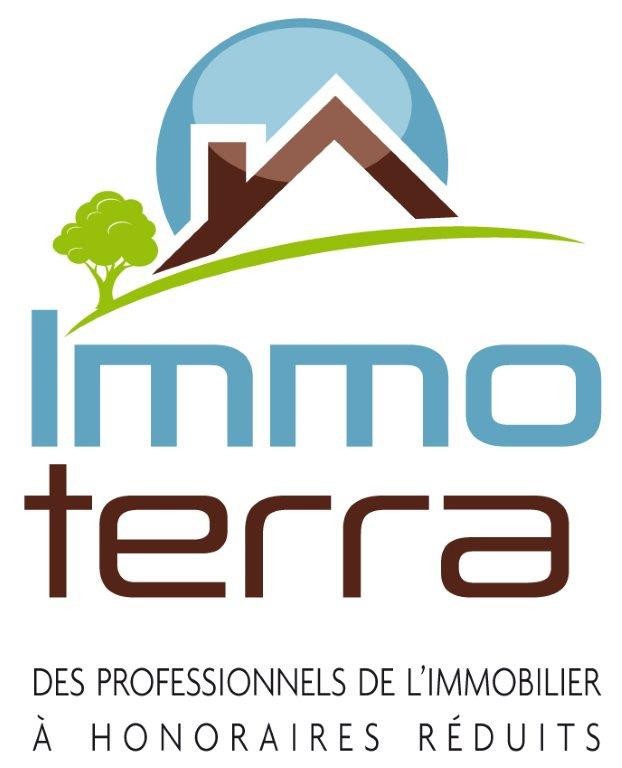 Immo
terra
DES PROFESSIONNELS DE L'IMMOBILIER
À HONORAIRES RÉDUITS